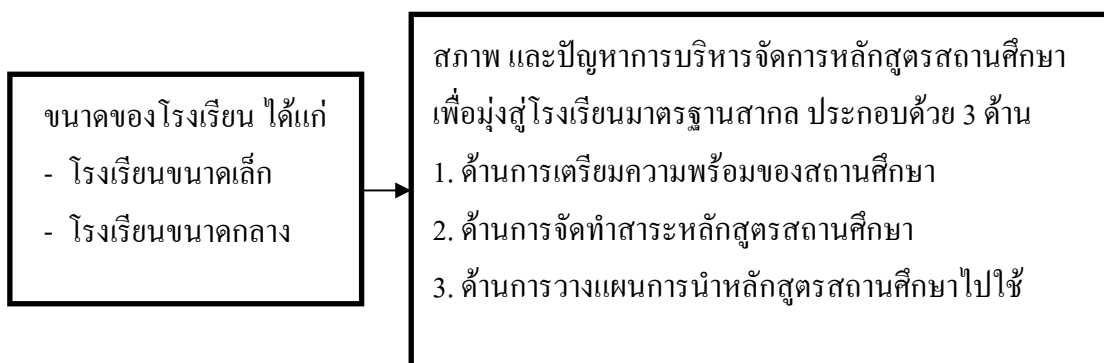 ขนาดของโรงเรียน ได้แก่
- โรงเรียนขนาดเล็ก
- โรงเรียนขนาดกลาง
สภาพ และปัญหาการบริหารจัดการหลักสูตรสถานศึกษา
เพื่อมุ่งสู่โรงเรียนมาตรฐานสากล ประกอบด้วย 3 ด้าน
1. ด้านการเตรียมความพร้อมของสถานศึกษา
2. ด้านการจัดทำสาระหลักสูตรสถานศึกษา
3. ด้านการวางแผนการนำหลักสูตรสถานศึกษาไปใช้